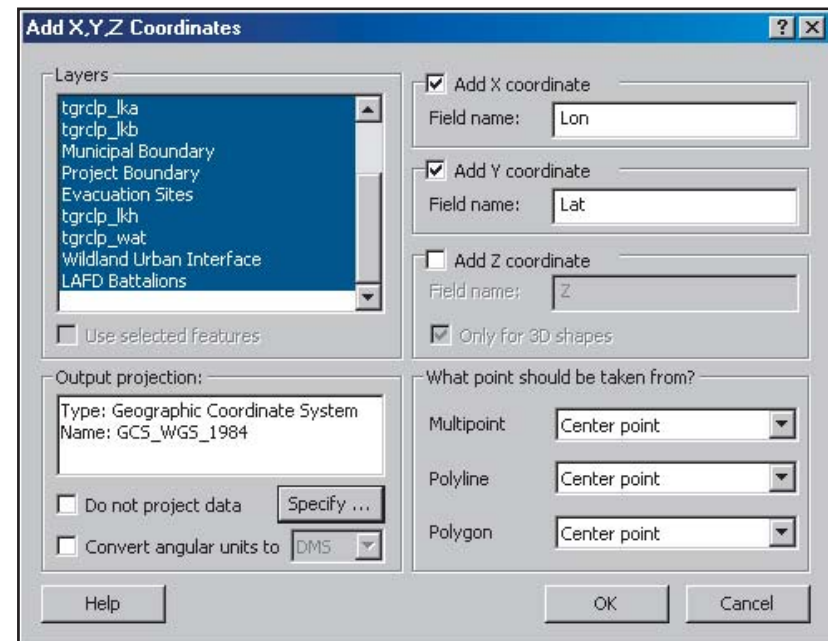 Add X,Y,Z Coordinates
Layers
tgrclp_lka
tgrclp_lkb
Municipal Boundary
Project Boundary
Evacuation Sites
tgrclp_lkh
tgrclp_wat
Wildland Urban Interface
LAFD Battalions
Use selected features
Output projection:
Type: Geographic Coordinate System
Name: GCS_WGS_1984
Do not project data
Specify ...
Convert angular units to
DMS
Add X coordinate
Field name:
Lon
Add Y coordinate
Field name:
Lat
Add Z coordinate
Field name:
Z
Only for 3D shapes
What point should be taken from?
Multipoint
Center point
Polyline
Center point
Polygon
Center point
Help
OK
Cancel